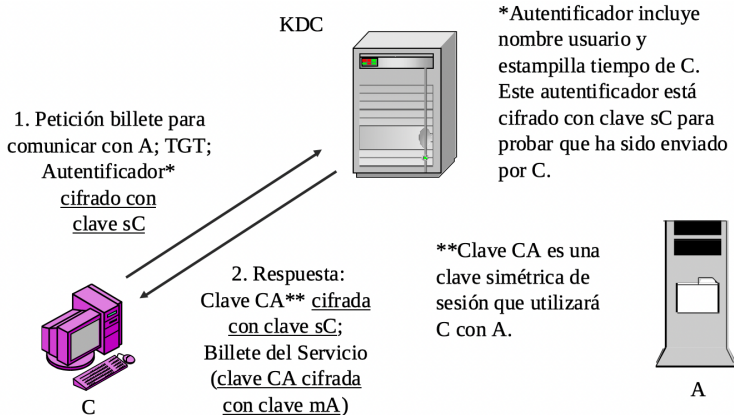 KDC
*Autentificador incluye
nombre usuario y
estampilla tiempo de C.
Este autentificador está
cifrado con clave sC para
probar que ha sido enviado
por C.
1. Petición billete para
comunicar con A; TGT;
Autentificador*
cifrado con
clave sC
2. Respuesta:
Clave CA** cifrada
con clave sC;
Billete del Servicio
(clave CA cifrada
con clave mA)
**Clave CA es una
clave simétrica de
sesión que utilizará
C con A.
C
A